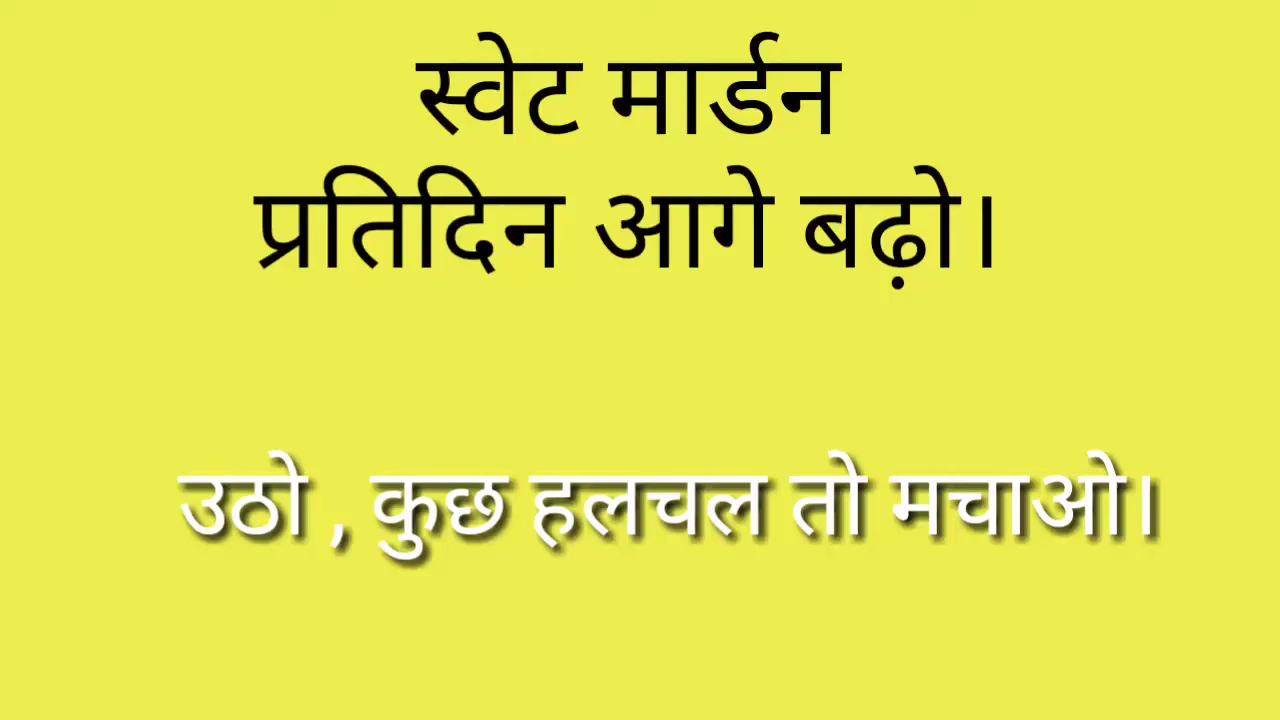 स्वेट मार्डन
प्रतिदिन आगे बढ़ो।
उठो , कुछ हलचल तो मचाओ।